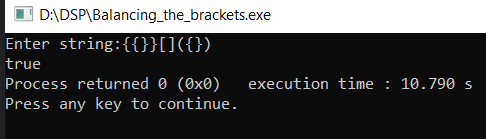 D:\DSP\Balancing_the_brackets.exe
Enter string:{{}}[]({})
true
Process returned 0 (0x0)   execution time : 10.790 s
Press any key to continue.